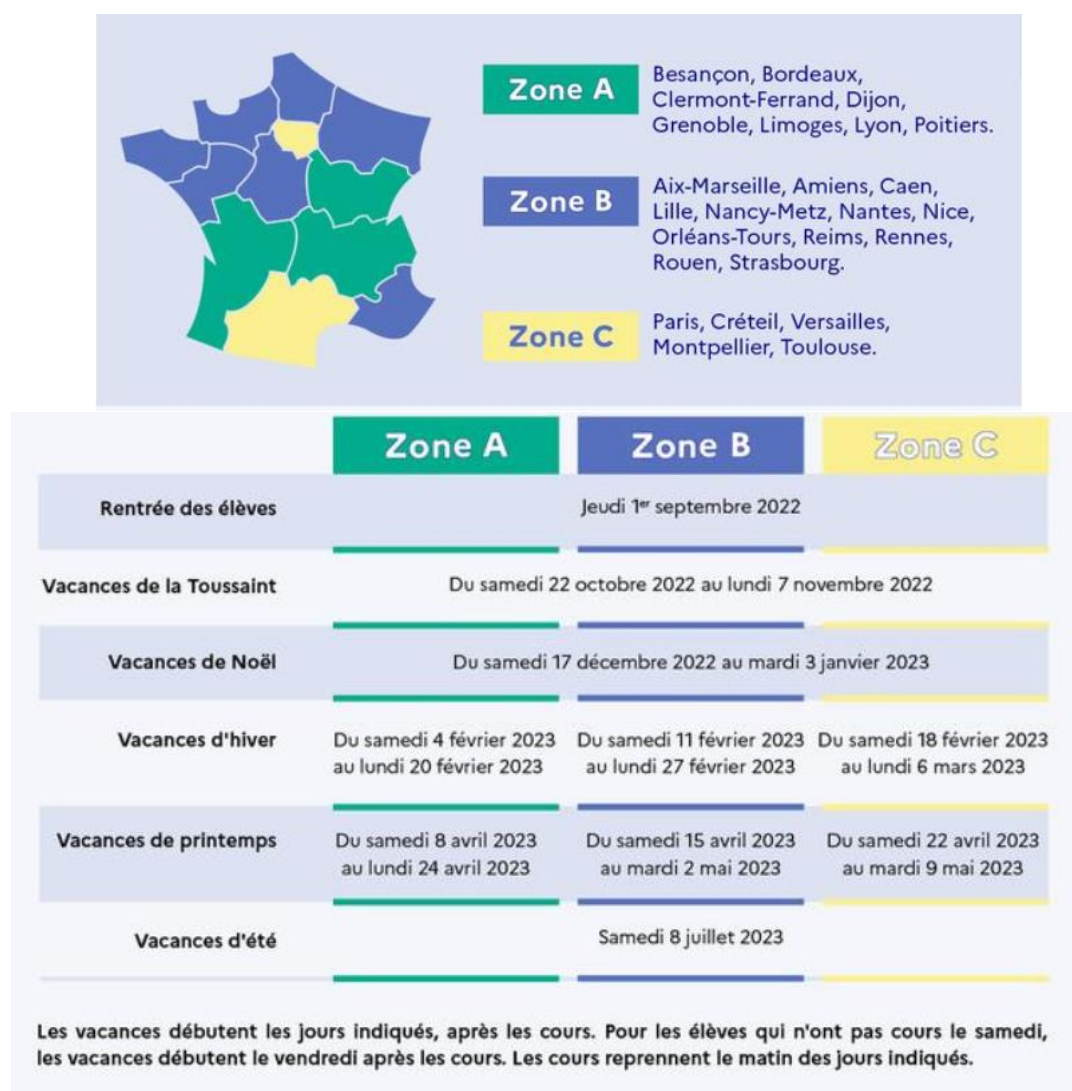 Zone A
Besançon, Bordeaux,
Clermont-Ferrand, Dijon,
Grenoble, Limoges, Lyon, Poitiers.
Zone B
Aix-Marseille, Amiens, Caen,
Lille, Nancy-Metz, Nantes, Nice,
Orléans-Tours, Reims, Rennes,
Rouen, Strasbourg.
Zone C
Paris, Créteil, Versailles,
Montpellier, Toulouse.
Zone A Zone B Zone C
Rentrée des élèves Jeudi 1er septembre 2022
Vacances de la Toussaint Du samedi 22 octobre 2022 au lundi 7 novembre 2022
Vacances de Noël Du samedi 17 décembre 2022 au mardi 3 janvier 2023
Vacances d'hiver Du samedi 4 février 2023 Du samedi 11 février 2023 Du samedi 18 février 2023
au lundi 20 février 2023 au lundi 27 février 2023 au lundi 6 mars 2023
Vacances de printemps Du samedi 8 avril 2023 Du samedi 15 avril 2023 Du samedi 22 avril 2023
au lundi 24 avril 2023 au mardi 2 mai 2023 au mardi 9 mai 2023
Vacances d'été Samedi 8 juillet 2023
Les vacances débutent les jours indiqués, après les cours. Pour les élèves qui n'ont pas cours le samedi,
les vacances débutent le vendredi après les cours. Les cours reprennent le matin des jours indiqués.